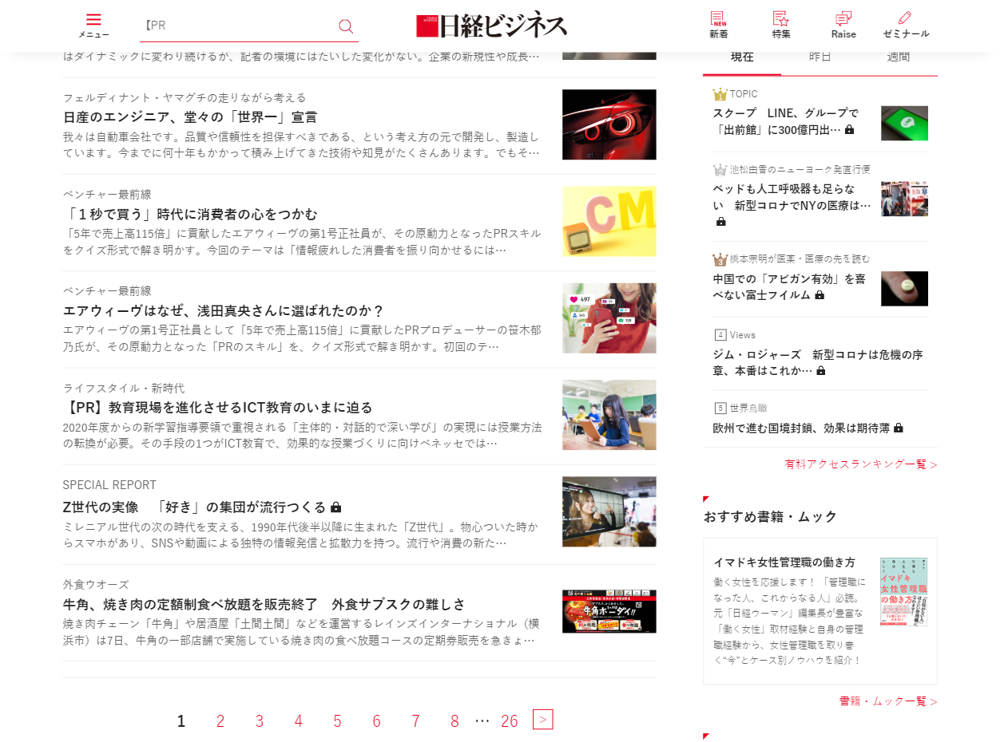 メニュー
【PR
日経ビジネス
NEW
新着
特集
Raise
ゼミナール
はダイナミックに変わり続けるが、記者の環境にはたいした変化がない。企業の新規性や成長…
フェルディナント・ヤマグチの走りながら考える
日産のエンジニア、堂々の「世界一」宣言
我々は自動車会社です。品質や信頼性を担保すべきである、という考え方の元で開発し、製造し
ています。今までに何十年もかかって積み上げてきた技術や知見がたくさんあります。でもそ…
ベンチャー最前線
「１秒で買う」時代に消費者の心をつかむ
「5年で売上高115倍」に貢献したエアウィーヴの第1号正社員が、その原動力となったPRスキル
をクイズ形式で解き明かす。今回のテーマは「情報疲れした消費者を振り向かせるには…
CM
ベンチャー最前線
エアウィーヴはなぜ、浅田真央さんに選ばれたのか？
エアウィーヴの第1号正社員として「5年で売上高115倍」に貢献したPRプロデューサーの笹木郁
乃氏が、その原動力となった「PRのスキル」を、クイズ形式で解き明かす。初回のテ…
497
ライフスタイル・新時代
【PR】教育現場を進化させるICT教育のいまに迫る
2020年度からの新学習指導要領で重視される「主体的・対話的で深い学び」の実現には授業方法
の転換が必要。その手段の1つがICT教育で、効果的な授業づくりに向けベネッセでは…
SPECIAL REPORT
Z世代の実像　「好き」の集団が流行つくる
ミレニアル世代の次の時代を支える、1990年代後半以降に生まれた「Z世代」。物心ついた時か
らスマホがあり、SNSや動画による独特の情報発信と拡散力を持つ。流行や消費の新た…
外食ウオーズ
牛角、焼き肉の定額制食べ放題を販売終了　外食サブスクの難しさ
焼き肉チェーン「牛角」や居酒屋「土間土間」などを運営するレインズインターナショナル（横
浜市）は7日、牛角の一部店舗で実施している焼き肉の食べ放題コースの定期券販売を急きょ…
牛角ホーダイ!!
1 2 3 4 5 6 7 8 … 26 >
現在 昨日 週間
1 TOPIC
スクープ　LINE、グループで
「出前館」に300億円出…
2 池松由香のニューヨーク発直行便
ベッドも人工呼吸器も足らな
い　新型コロナでNYの医療は…
3 橋本宗明が医薬・医療の先を読む
中国での「アビガン有効」を喜
べない富士フイルム
4 Views
ジム・ロジャーズ　新型コロナは危機の序
章、本番はこれか…
5 世界鳥瞰
欧州で進む国境封鎖、効果は期待薄
有料アクセスランキング一覧 >
おすすめ書籍・ムック
イマドキ女性管理職の働き方
働く女性を応援します！ 「管理職に
なった人、これからなる人」必読。
元「日経ウーマン」編集長が豊富な
「働く女性」取材経験と自身の管理
職経験から、女性管理職を取り巻
く“今”とケース別ノウハウを紹介！
イマドキ
女性管理職
の働き方
書籍・ムック一覧 >